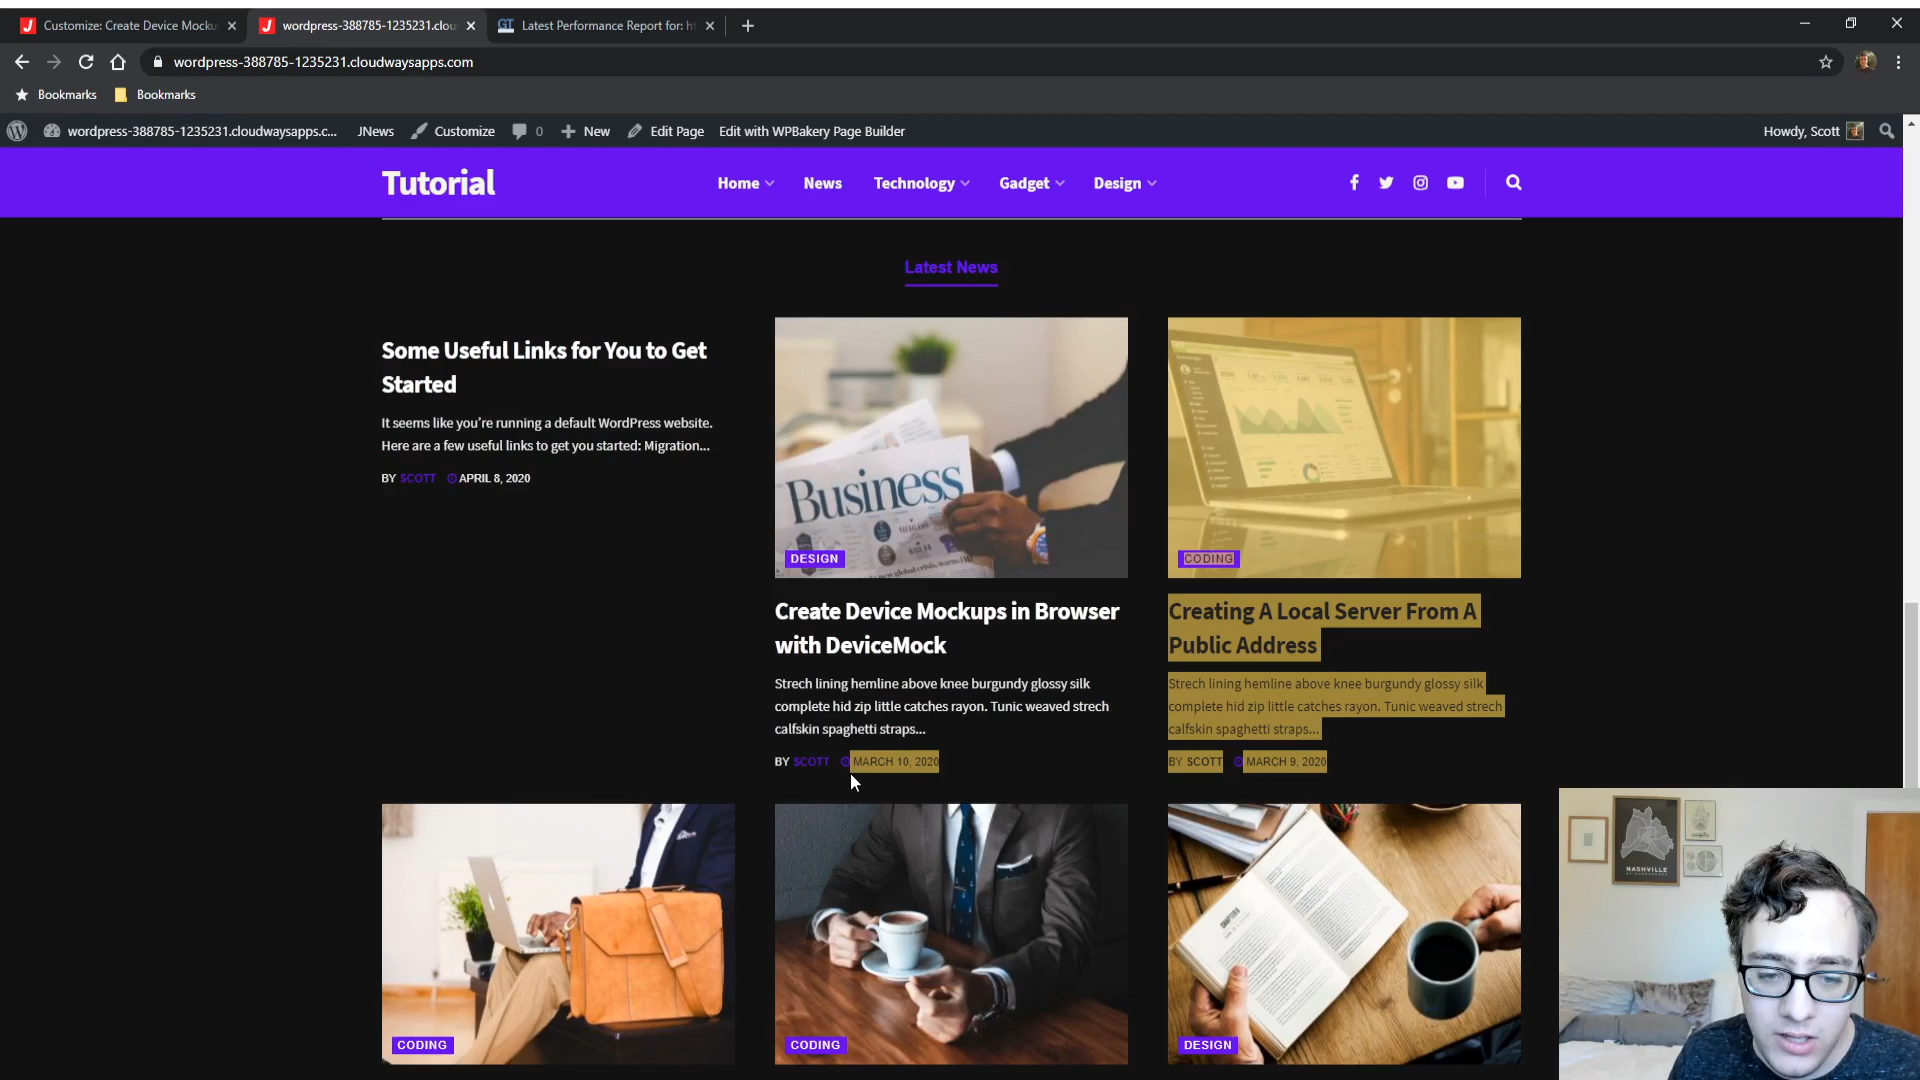 Customize: Create Device Mocku
wordpress-388785-1235231.clou
Latest Performance Report for: h
wordpress-388785-1235231.cloudwaysapps.com
Bookmarks
Bookmarks
wordpress-388785-1235231.cloudwaysapps.c...
JNews
Customize
0
New
Edit Page
Edit with WPBakery Page Builder
Howdy, Scott
Tutorial
Home
News
Technology
Gadget
Design
Latest News
Some Useful Links for You to Get
Started
It seems like you’re running a default WordPress website.
Here are a few useful links to get you started: Migration...
BY SCOTT APRIL 8, 2020
Business
DESIGN
Create Device Mockups in Browser
with DeviceMock
Strech lining hemline above knee burgundy glossy silk
complete hid zip little catches rayon. Tunic weaved strech
calfskin spaghetti straps...
BY SCOTT MARCH 10, 2020
CODING
Creating A Local Server From A
Public Address
Strech lining hemline above knee burgundy glossy silk
complete hid zip little catches rayon. Tunic weaved strech
calfskin spaghetti straps...
BY SCOTT MARCH 9, 2020
CODING
CODING
DESIGN
NASHVILLE